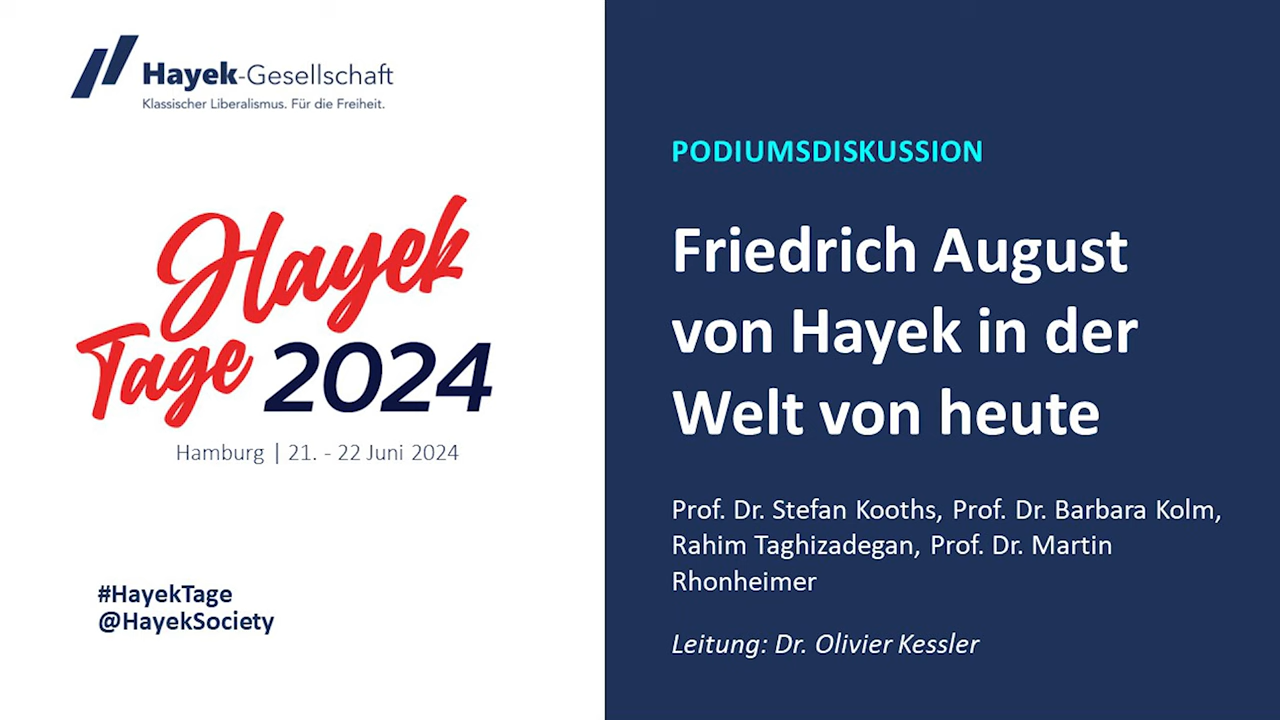 Hayek-Gesellschaft
Klassischer Liberalismus. Für die Freiheit.
Hayek
Tage 2024
Hamburg | 21. - 22 Juni 2024
#HayekTage
@HayekSociety
PODIUMSDISKUSSION
Friedrich August
von Hayek in der
Welt von heute
Prof. Dr. Stefan Kooths, Prof. Dr. Barbara Kolm,
Rahim Taghizadegan, Prof. Dr. Martin
Rhonheimer
Leitung: Dr. Olivier Kessler